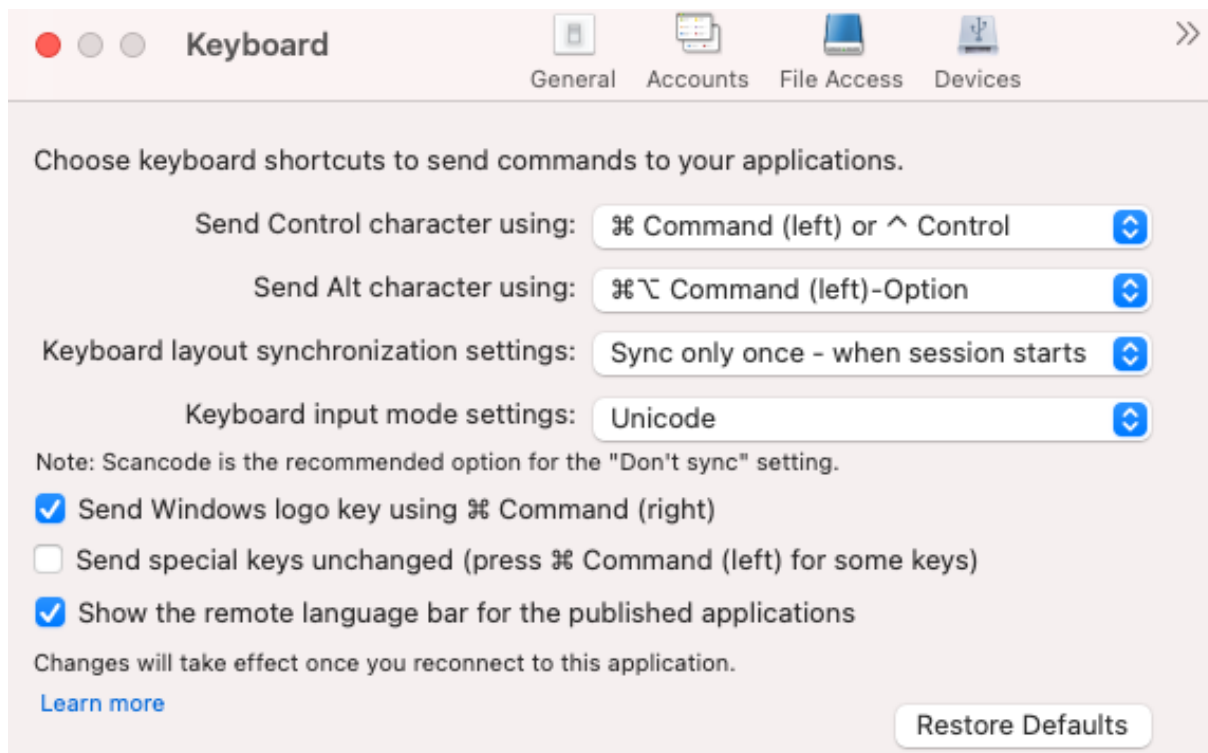 Keyboard
General Accounts File Access Devices
Choose keyboard shortcuts to send commands to your applications.
Send Control character using: ⌘ Command (left) or ^ Control
Send Alt character using: ⌘⌥ Command (left)-Option
Keyboard layout synchronization settings: Sync only once - when session starts
Keyboard input mode settings: Unicode
Note: Scancode is the recommended option for the "Don't sync" setting.
Send Windows logo key using ⌘ Command (right)
Send special keys unchanged (press ⌘ Command (left) for some keys)
Show the remote language bar for the published applications
Changes will take effect once you reconnect to this application.
Learn more
Restore Defaults